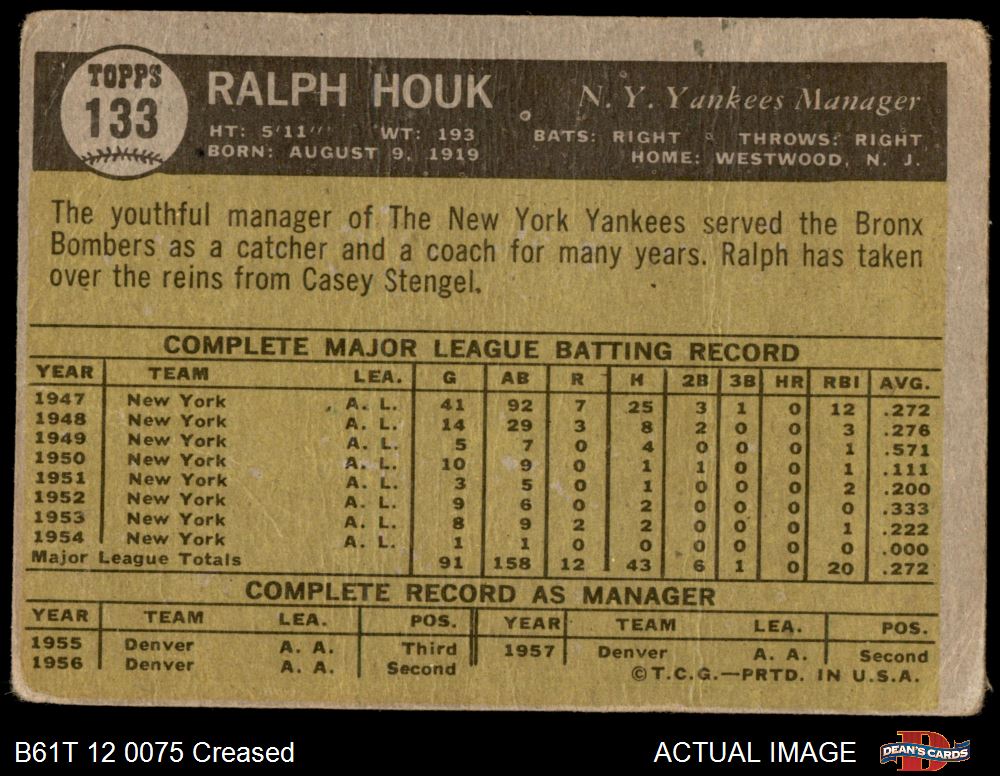 TOPPS
133
RALPH HOUK N. Y. Yankees Manager
HT: 5'11" WT: 193 BATS: RIGHT THROWS: RIGHT
BORN: AUGUST 9, 1919 HOME: WESTWOOD, N. J.
The youthful manager of The New York Yankees served the Bronx
Bombers as a catcher and a coach for many years. Ralph has taken
over the reins from Casey Stengel.
COMPLETE MAJOR LEAGUE BATTING RECORD
YEAR TEAM LEA. G AB R H 2B 3B HR RBI AVG.
1947 New York A. L. 41 92 7 25 3 1 0 12 .272
1948 New York A. L. 14 29 3 8 2 0 0 3 .276
1949 New York A. L. 5 7 0 4 0 0 0 1 .571
1950 New York A. L. 10 9 0 1 1 0 0 1 .111
1951 New York A. L. 3 5 0 1 0 0 0 2 .200
1952 New York A. L. 9 6 0 2 0 0 0 0 .333
1953 New York A. L. 8 9 2 2 0 0 0 1 .222
1954 New York A. L. 1 1 0 0 0 0 0 0 .000
Major League Totals 91 158 12 43 6 1 0 20 .272
COMPLETE RECORD AS MANAGER
YEAR TEAM LEA. POS. YEAR TEAM LEA. POS.
1955 Denver A. A. Third 1957 Denver A. A. Second
1956 Denver A. A. Second
©T.C.G.—PRTD. IN U.S.A.
B61T 12 0075 Creased ACTUAL IMAGE DEAN'S CARDS